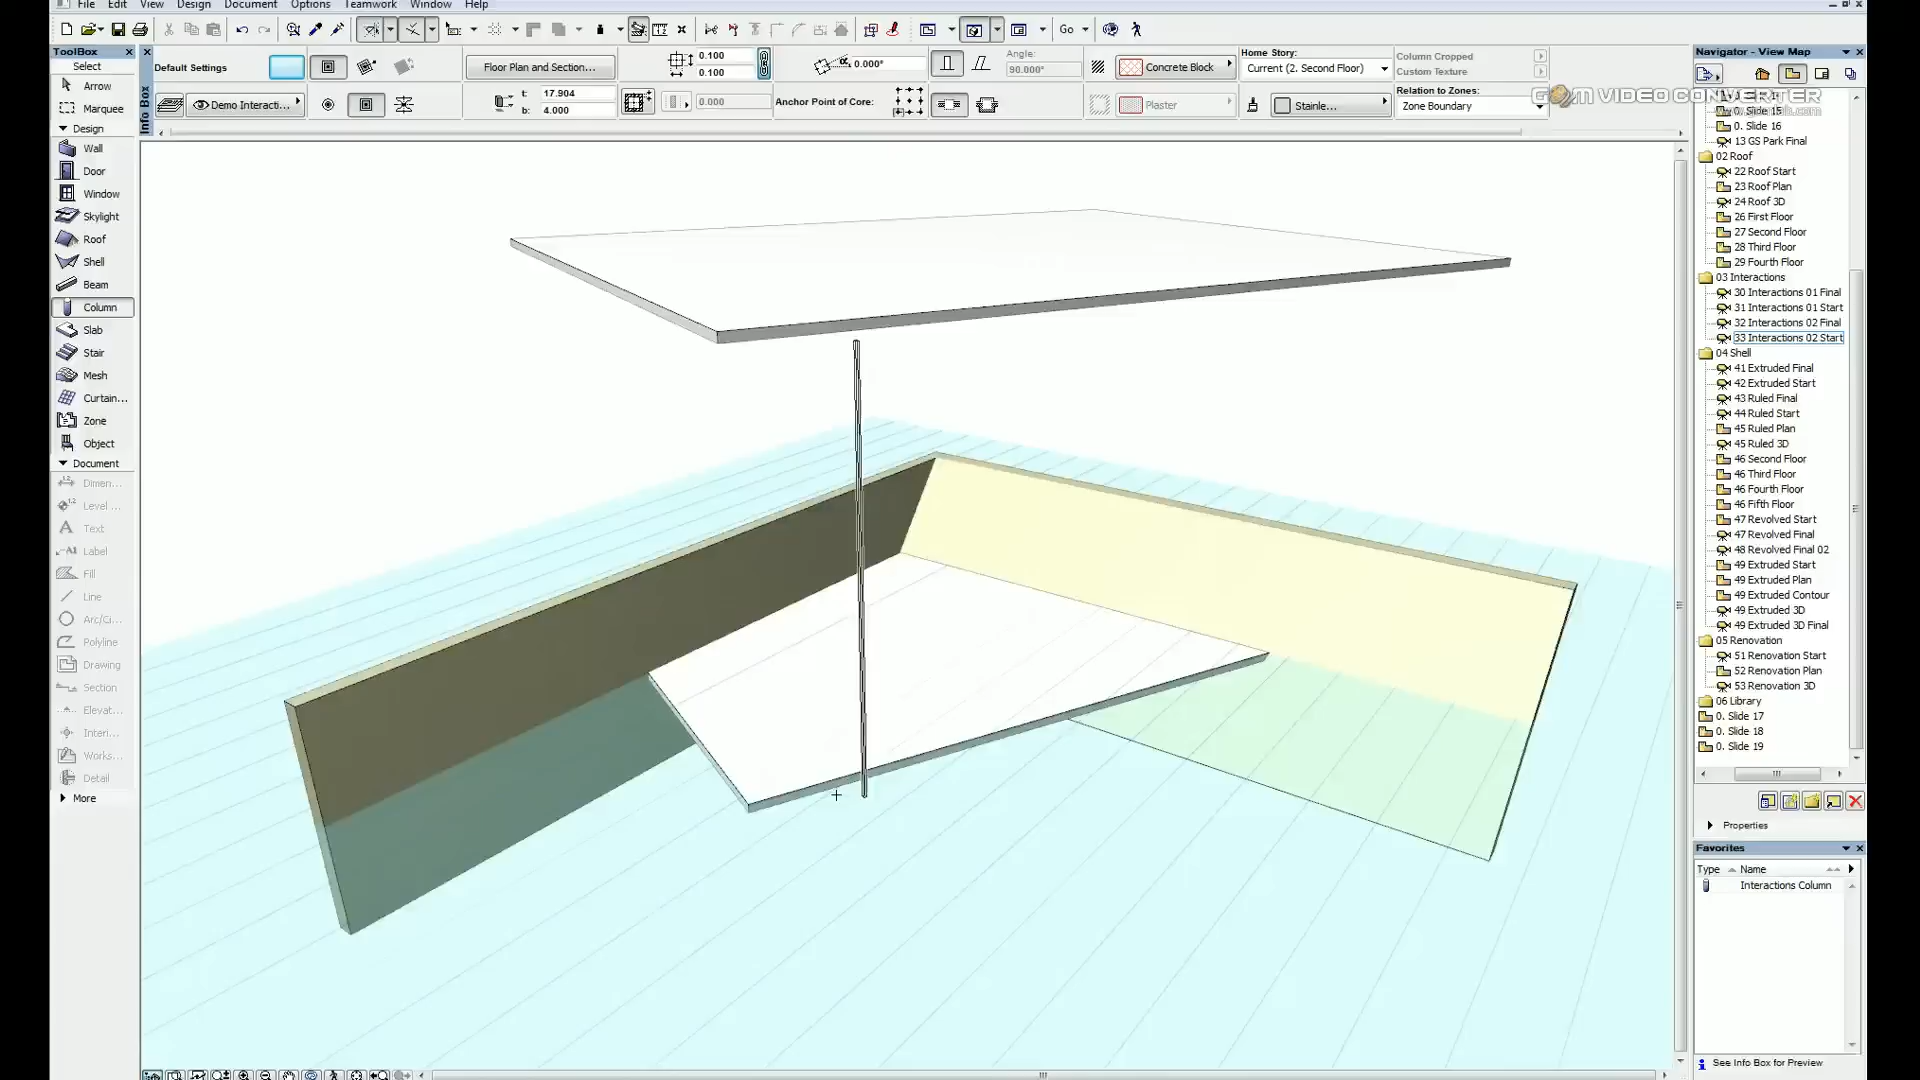 File Edit View Design Document Options Teamwork Window Help
Go
ToolBox
Select
Arrow
Marquee
Design
Wall
Door
Window
Skylight
Roof
Shell
Beam
Column
Slab
Stair
Mesh
Curtain...
Zone
Object
Document
Dimen...
Level ...
Text
Label
Fill
Line
Arc/Ci...
Polyline
Drawing
Section
Elevat...
Interi...
Works...
Detail
More
Info Box
Default Settings
Demo Interacti...
Floor Plan and Section...
t: 17.904
b: 4.000
0.100
0.100
0.000
0.000°
Anchor Point of Core:
Angle:
90.000°
Concrete Block
Plaster
Home Story:
Current (2. Second Floor)
Stainle...
Column Cropped
Custom Texture
Relation to Zones:
Zone Boundary
GOM VIDEO CONVERTER
Navigator - View Map
0. Slide 15
0. Slide 16
13 GS Park Final
02 Roof
22 Roof Start
23 Roof Plan
24 Roof 3D
26 First Floor
27 Second Floor
28 Third Floor
29 Fourth Floor
03 Interactions
30 Interactions 01 Final
31 Interactions 01 Start
32 Interactions 02 Final
33 Interactions 02 Start
04 Shell
41 Extruded Final
42 Extruded Start
43 Ruled Final
44 Ruled Start
45 Ruled Plan
45 Ruled 3D
46 Second Floor
46 Third Floor
46 Fourth Floor
46 Fifth Floor
47 Revolved Start
47 Revolved Final
48 Revolved Final 02
49 Extruded Start
49 Extruded Plan
49 Extruded Contour
49 Extruded 3D
49 Extruded 3D Final
05 Renovation
51 Renovation Start
52 Renovation Plan
53 Renovation 3D
06 Library
0. Slide 17
0. Slide 18
0. Slide 19
Properties
Favorites
Type Name
Interactions Column
See Info Box for Preview